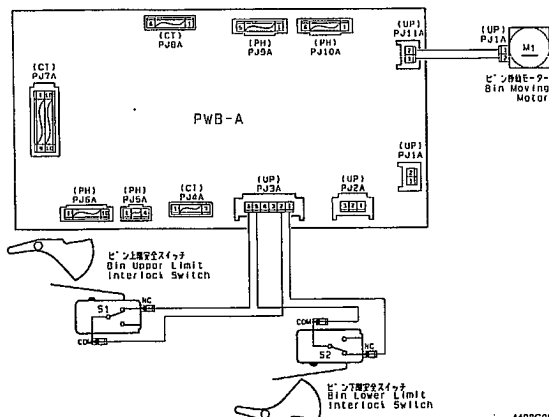 (CT)
PJ8A
(PH)
PJ9A
(PH)
PJ10A
(UP)
PJ11A
(UP)
PJ1A
M1
ビン移動モーター
Bin Moving
Motor
(CT)
PJ7A
PWB-A
(UP)
PJ1A
(PH)
PJ6A
(PH)
PJ5A
(CT)
PJ4A
(UP)
PJ3A
(UP)
PJ2A
ビン上限安全スイッチ
Bin Upper Limit
Interlock Switch
S1
NC
COM
COM
NC
S2
ビン下限安全スイッチ
Bin Lower Limit
Interlock Switch